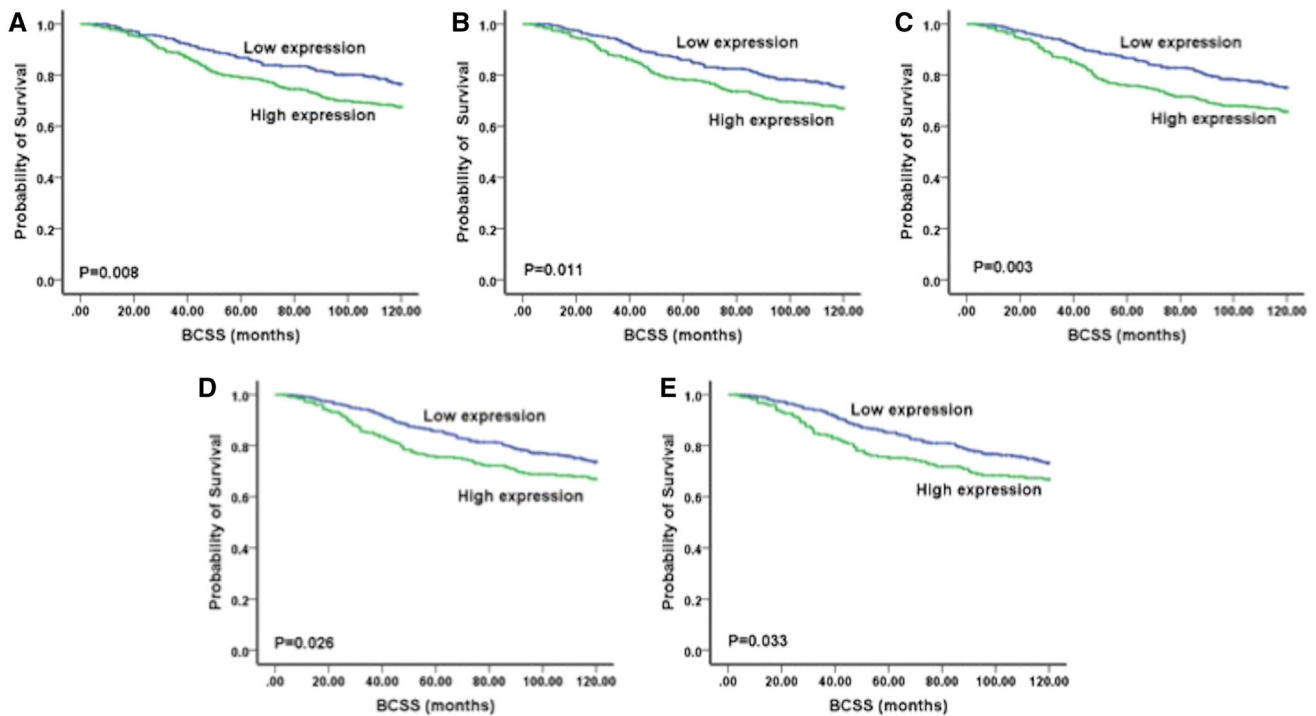 A
1.0
0.8
0.6
0.4
0.2
0.0
Probability of Survival
Low expression
High expression
P=0.008
.00 20.00 40.00 60.00 80.00 100.00 120.00
BCSS (months)
B
1.0
0.8
0.6
0.4
0.2
0.0
Probability of Survival
Low expression
High expression
P=0.011
.00 20.00 40.00 60.00 80.00 100.00 120.00
BCSS (months)
C
1.0
0.8
0.6
0.4
0.2
0.0
Probability of Survival
Low expression
High expression
P=0.003
.00 20.00 40.00 60.00 80.00 100.00 120.00
BCSS (months)
D
1.0
0.8
0.6
0.4
0.2
0.0
Probability of Survival
Low expression
High expression
P=0.026
.00 20.00 40.00 60.00 80.00 100.00 120.00
BCSS (months)
E
1.0
0.8
0.6
0.4
0.2
0.0
Probability of Survival
Low expression
High expression
P=0.033
.00 20.00 40.00 60.00 80.00 100.00 120.00
BCSS (months)